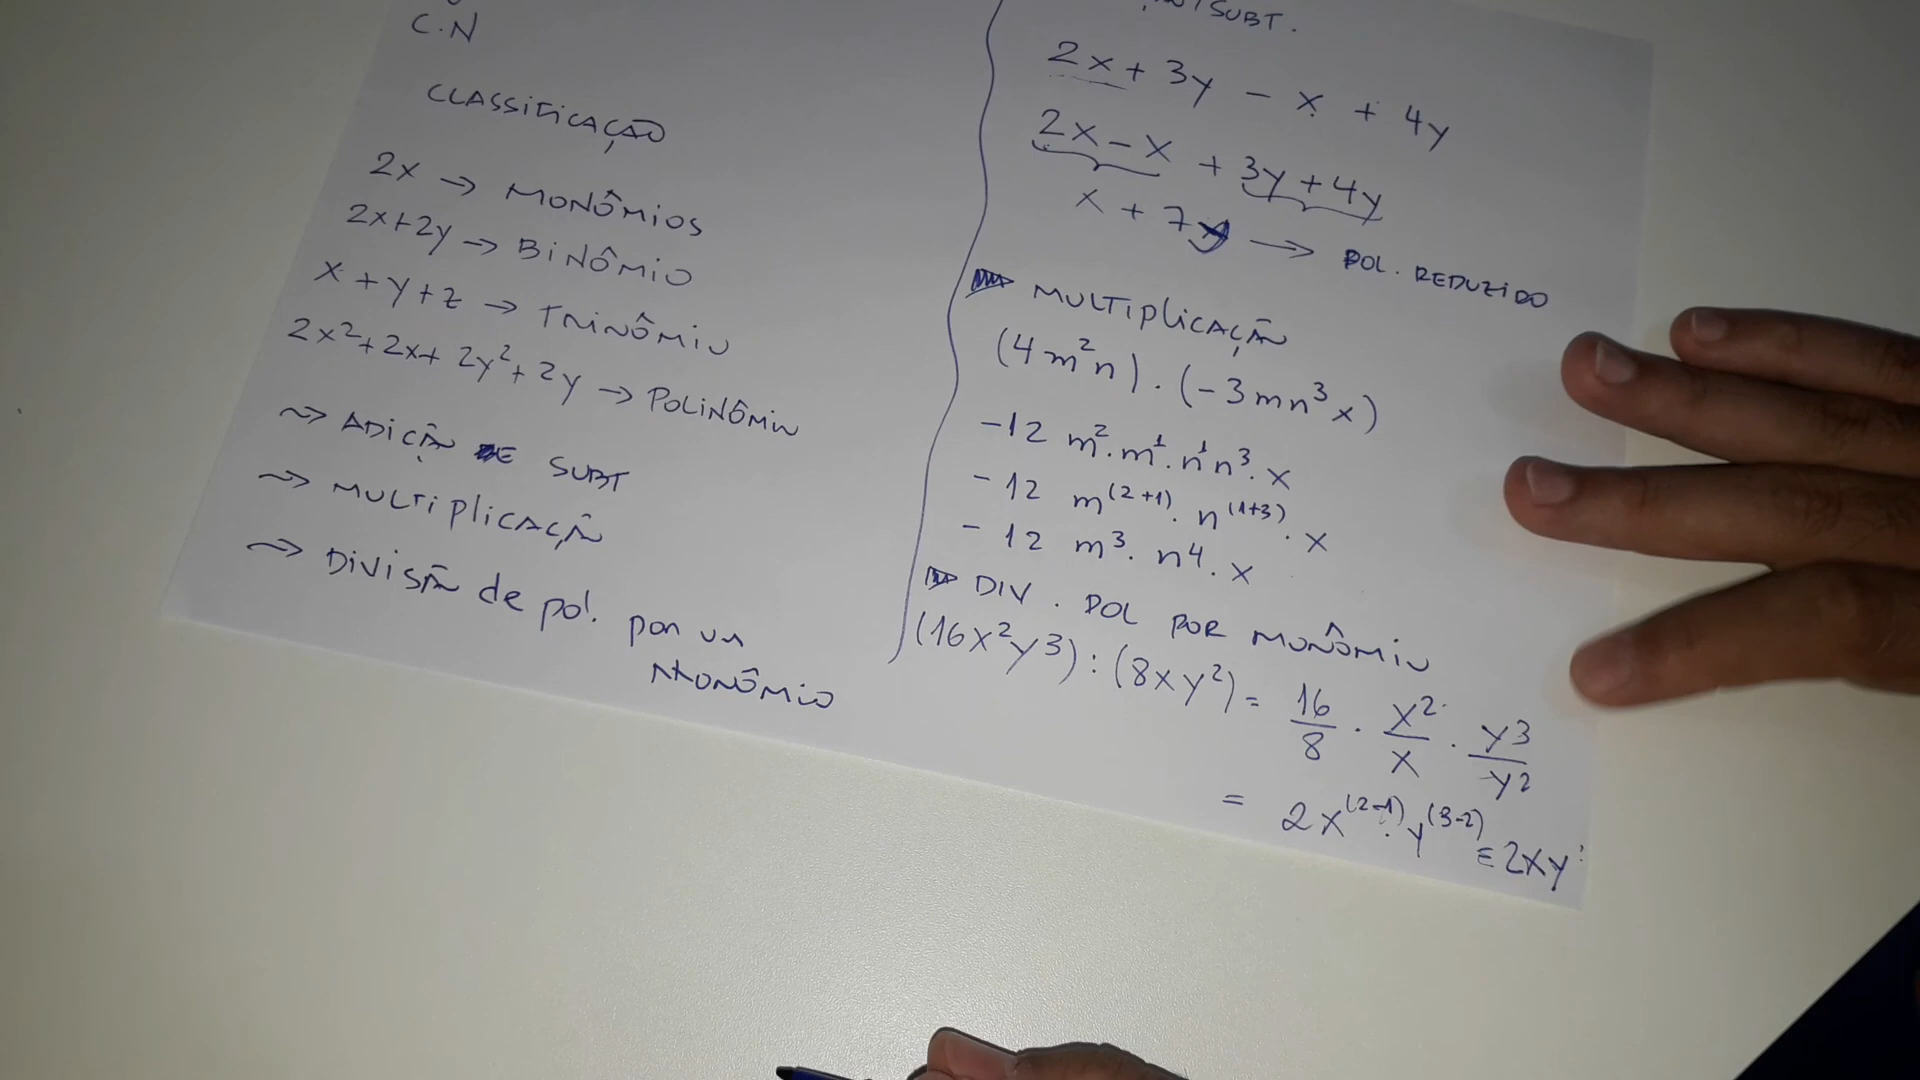 C.N
CLASSIFICAÇÃO
2x → MONÔMIOS
2x+2y → BINÔMIO
x+y+z → TRINÔMIO
2x²+2x+2y²+2y → POLINÔMIO
~> ADIÇÃO E SUBT
~> MULTIPLICAÇÃO
~> DIVISÃO de pol. por um
MONÔMIO
/SUBT.
2x + 3y - x + 4y
2x - x + 3y + 4y
x + 7y → POL. REDUZIDO
MULTIPLICAÇÃO
(4m²n).(-3mn³x)
-12 m².m¹.n¹n³.x
-12 m⁽²⁺¹⁾.n⁽¹⁺³⁾.x
-12 m³.n⁴.x
DIV. POL POR MONÔMIO
(16x²y³):(8xy²) = 16/8 . x²/x . y³/y²
= 2x⁽²⁻¹⁾.y⁽³⁻²⁾ = 2xy